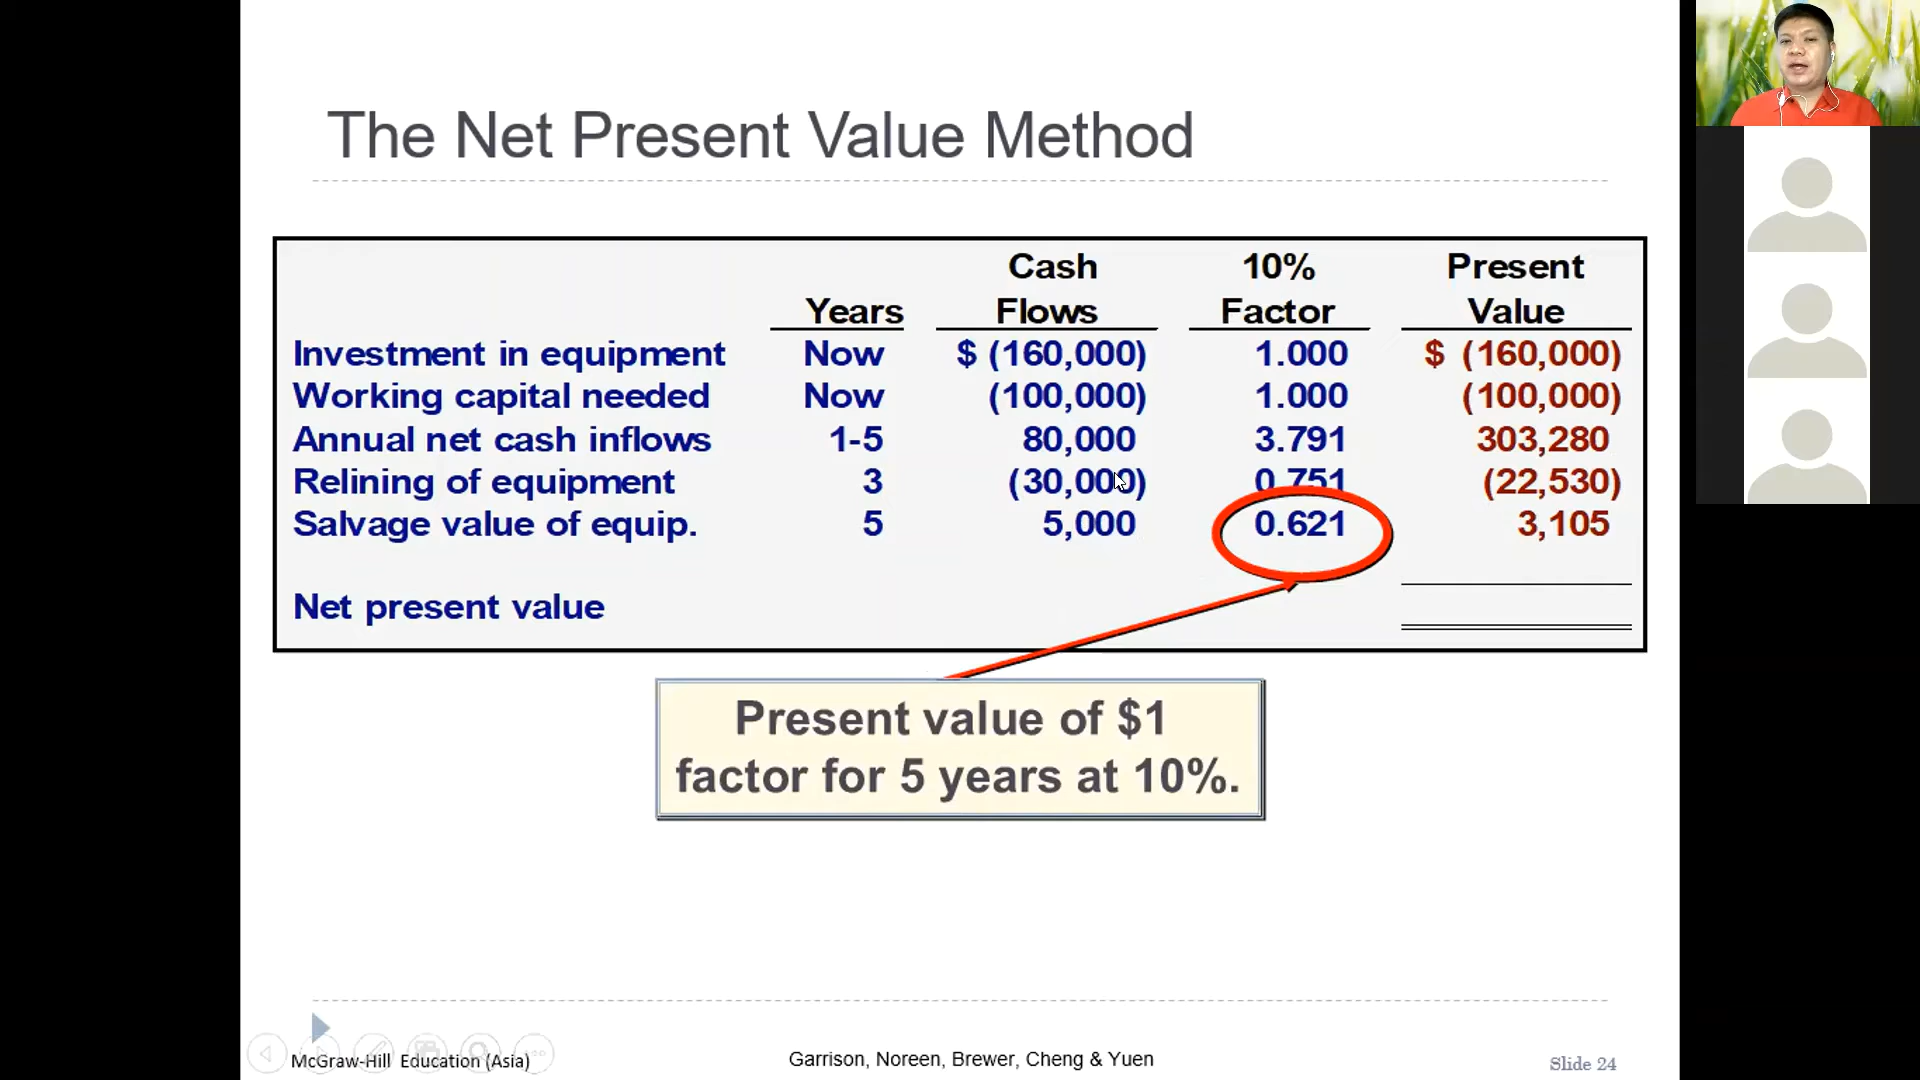 The Net Present Value Method
Cash 10% Present
Years Flows Factor Value
Investment in equipment Now $ (160,000) 1.000 $ (160,000)
Working capital needed Now (100,000) 1.000 (100,000)
Annual net cash inflows 1-5 80,000 3.791 303,280
Relining of equipment 3 (30,000) 0.751 (22,530)
Salvage value of equip. 5 5,000 0.621 3,105
Net present value
Present value of $1
factor for 5 years at 10%.
McGraw-Hill Education (Asia) Garrison, Noreen, Brewer, Cheng & Yuen Slide 24